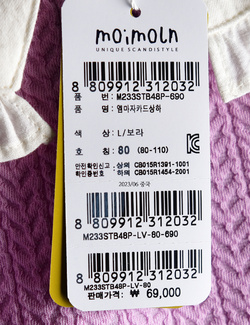 moimoln
UNIQUE SCANDISTYLE
8 809912 312032
품 번: M233STB48P-690
품 명: 엘마자카드상하
색 상: L/보라
호 칭: 80 (80-110)
안전확인신고 상의 CB015R1391-1001
확인증번호 하의 CB015R1454-2001
2023/06 중국
8 809912 312032
M233STB48P-LV-80-690
8 809912 312032
M233STB48P-LV-80
판매가격: ₩ 69,000